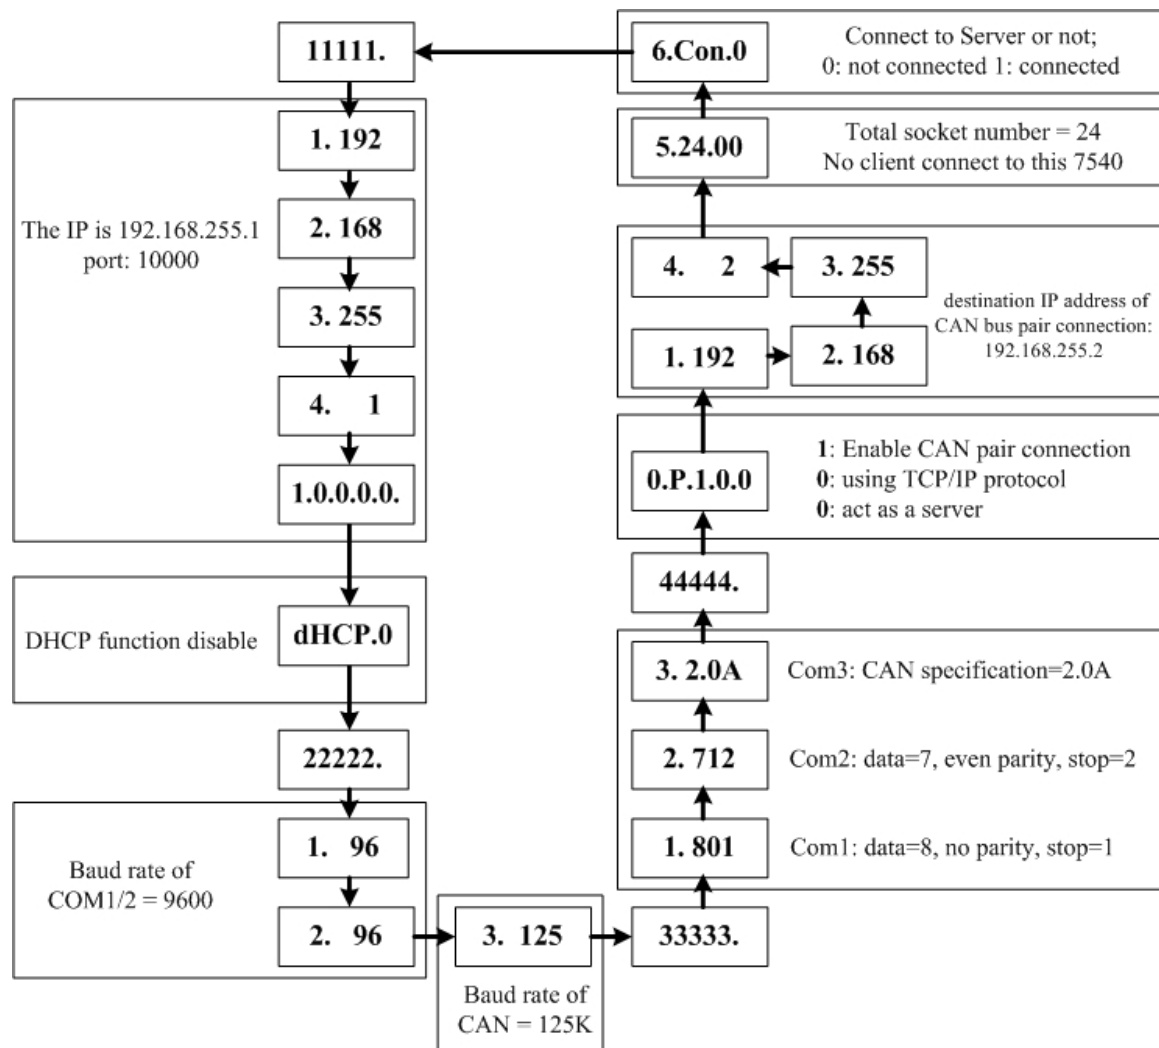 11111.
1. 192
2. 168
The IP is 192.168.255.1
port: 10000
3. 255
4. 1
1.0.0.0.0.
DHCP function disable
dHCP.0
22222.
1. 96
Baud rate of
COM1/2 = 9600
2. 96
3. 125
Baud rate of
CAN = 125K
33333.
1. 801
Com1: data=8, no parity, stop=1
2. 712
Com2: data=7, even parity, stop=2
3. 2.0A
Com3: CAN specification=2.0A
44444.
0.P.1.0.0
1: Enable CAN pair connection
0: using TCP/IP protocol
0: act as a server
1. 192
2. 168
3. 255
4. 2
destination IP address of
CAN bus pair connection:
192.168.255.2
5.24.00
Total socket number = 24
No client connect to this 7540
6.Con.0
Connect to Server or not;
0: not connected 1: connected